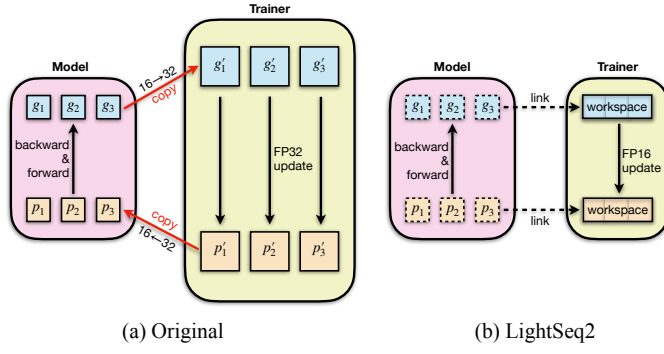 Trainer
Model
g₁ g₂ g₃
16→32
copy
g′₁ g′₂ g′₃
backward
&
forward
FP32
update
p₁ p₂ p₃
copy
16←32
p′₁ p′₂ p′₃
(a) Original
Model
Trainer
g₁ g₂ g₃
link
workspace
backward
&
forward
FP16
update
p₁ p₂ p₃
link
workspace
(b) LightSeq2